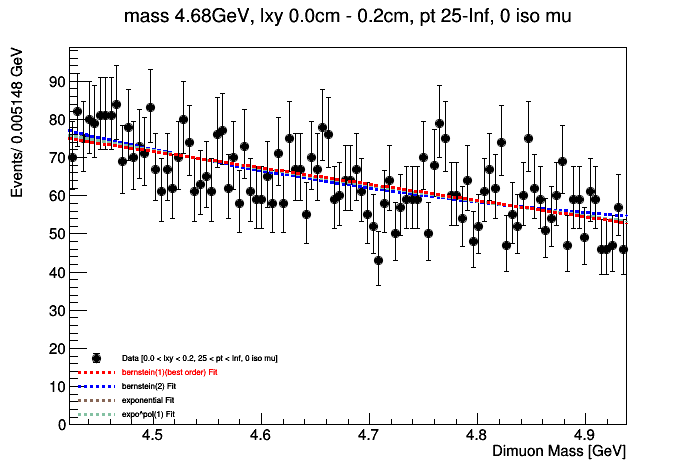 mass 4.68GeV, lxy 0.0cm - 0.2cm, pt 25-Inf, 0 iso mu
Events/ 0.005148 GeV
90
80
70
60
50
40
30
20
10
0
Data [0.0 < lxy < 0.2, 25 < pt < Inf, 0 iso mu]
bernstein(1)(best order) Fit
bernstein(2) Fit
exponential Fit
expo*pol(1) Fit
4.5 4.6 4.7 4.8 4.9
Dimuon Mass [GeV]